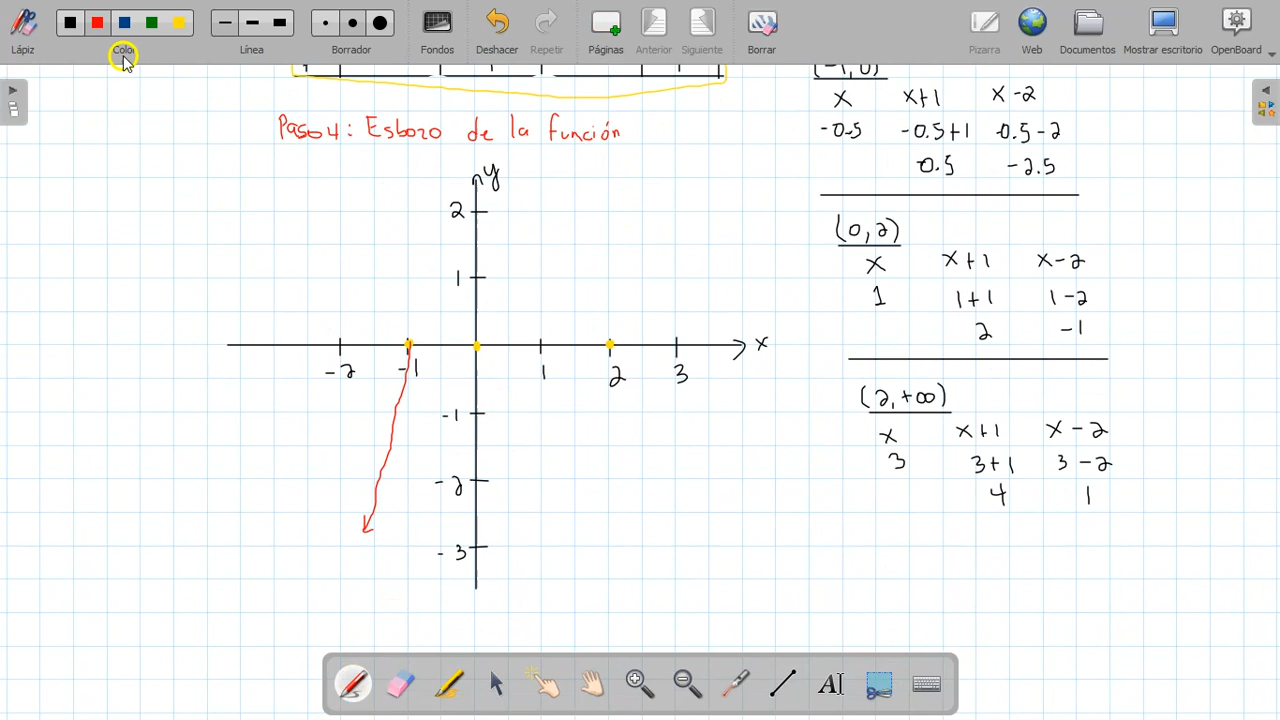 Lápiz Color Línea Borrador Fondos Deshacer Repetir Páginas Anterior Siguiente Borrar Pizarra Web Documentos Mostrar escritorio OpenBoard
Paso 4: Esbozo de la función
y
2
1
-2 -1 1 2 3 x
-1
-2
-3
(-1,0)
x x+1 x-2
-0.5 -0.5+1 -0.5-2
0.5 -2.5
(0,2)
x x+1 x-2
1 1+1 1-2
2 -1
(2,+∞)
x x+1 x-2
3 3+1 3-2
4 1
AI